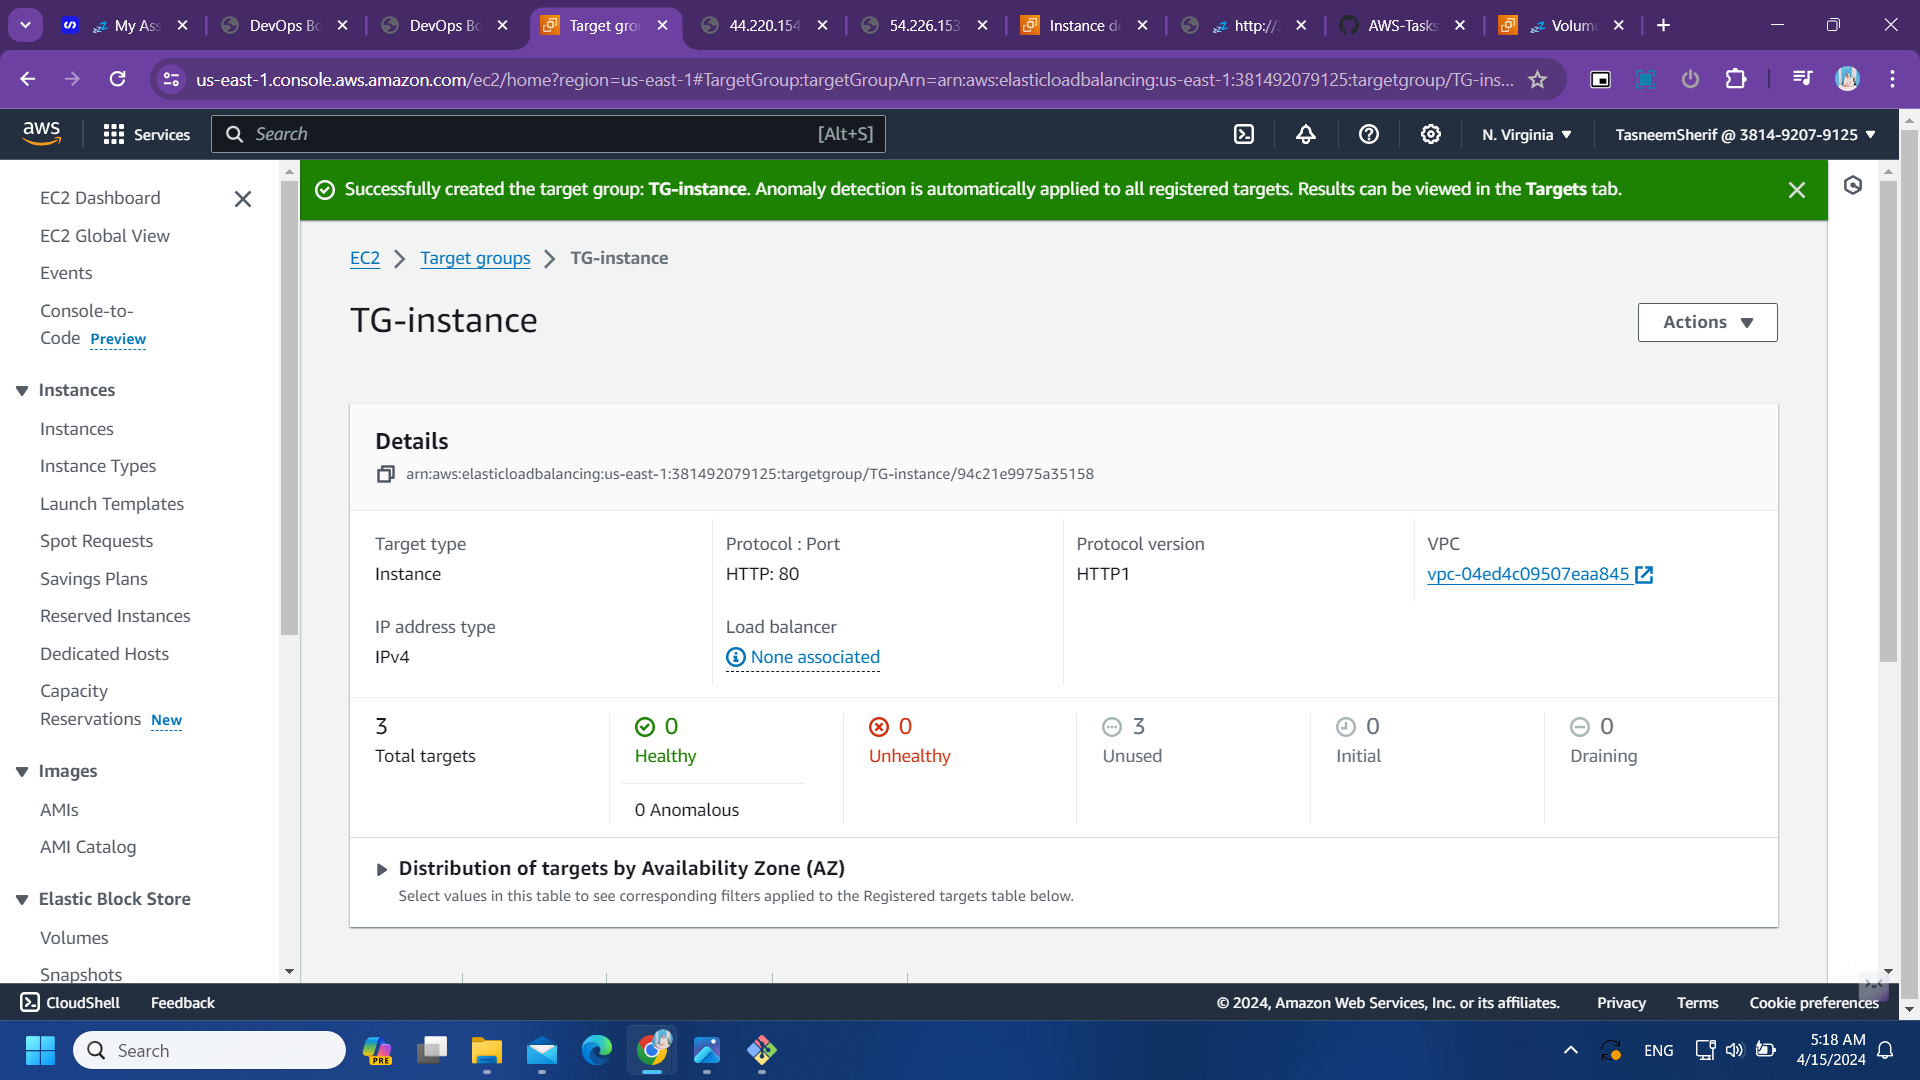 My Ass
DevOps Bo
DevOps Bo
Target gro
44.220.154
54.226.153
Instance de
http://
AWS-Tasks
Volum
us-east-1.console.aws.amazon.com/ec2/home?region=us-east-1#TargetGroup:targetGroupArn=arn:aws:elasticloadbalancing:us-east-1:381492079125:targetgroup/TG-ins...
aws
Services
Search
[Alt+S]
N. Virginia
TasneemSherif @ 3814-9207-9125
EC2 Dashboard
EC2 Global View
Events
Console-to-
Code Preview
Instances
Instances
Instance Types
Launch Templates
Spot Requests
Savings Plans
Reserved Instances
Dedicated Hosts
Capacity
Reservations New
Images
AMIs
AMI Catalog
Elastic Block Store
Volumes
Snapshots
Successfully created the target group: TG-instance. Anomaly detection is automatically applied to all registered targets. Results can be viewed in the Targets tab.
EC2 > Target groups > TG-instance
TG-instance
Actions
Details
arn:aws:elasticloadbalancing:us-east-1:381492079125:targetgroup/TG-instance/94c21e9975a35158
Target type
Instance
Protocol : Port
HTTP: 80
Protocol version
HTTP1
VPC
vpc-04ed4c09507eaa845
IP address type
IPv4
Load balancer
None associated
3
Total targets
0
Healthy
0 Anomalous
0
Unhealthy
3
Unused
0
Initial
0
Draining
Distribution of targets by Availability Zone (AZ)
Select values in this table to see corresponding filters applied to the Registered targets table below.
CloudShell
Feedback
© 2024, Amazon Web Services, Inc. or its affiliates.
Privacy
Terms
Cookie preferences
Search
PRE
ENG
5:18 AM
4/15/2024